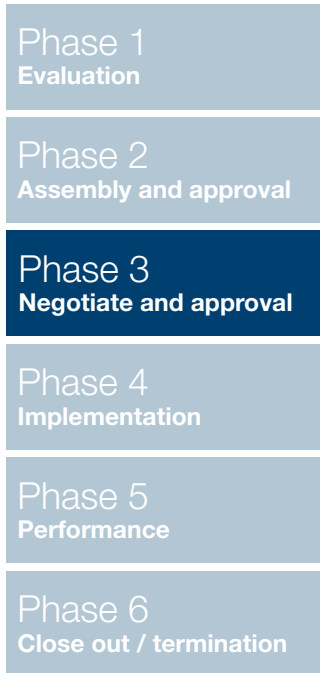 Phase 1
Evaluation
Phase 2
Assembly and approval
Phase 3
Negotiate and approval
Phase 4
Implementation
Phase 5
Performance
Phase 6
Close out / termination